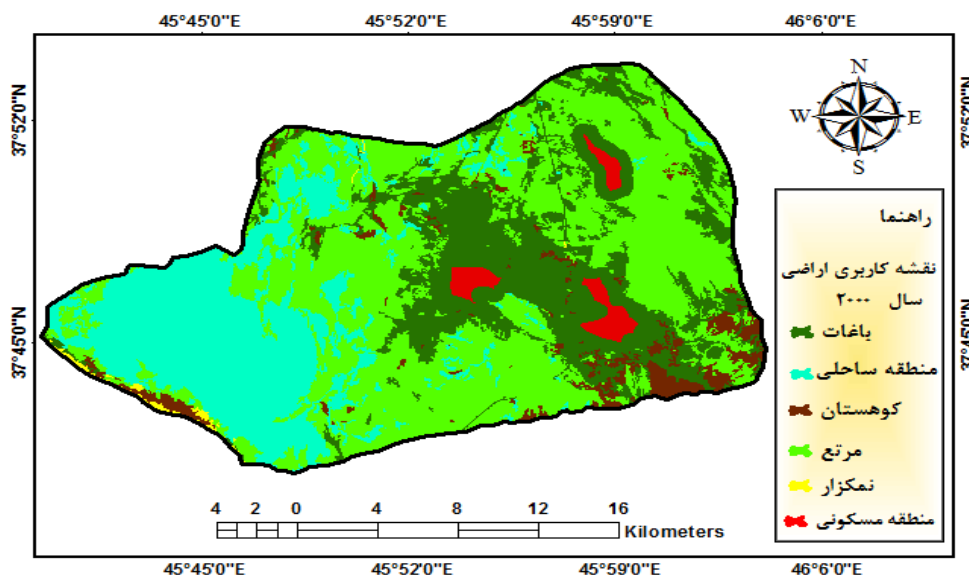 45°45'0"E 45°52'0"E 45°59'0"E 46°6'0"E
37°52'0"N
37°45'0"N
N
W E
S
37°52'0"N
37°45'0"N
راهنما
نقشه کاربری اراضی
سال ۲۰۰۰
باغات
منطقه ساحلی
کوهستان
مرتع
نمکزار
منطقه مسکونی
4 2 0 4 8 12 16
Kilometers
45°45'0"E 45°52'0"E 45°59'0"E 46°6'0"E